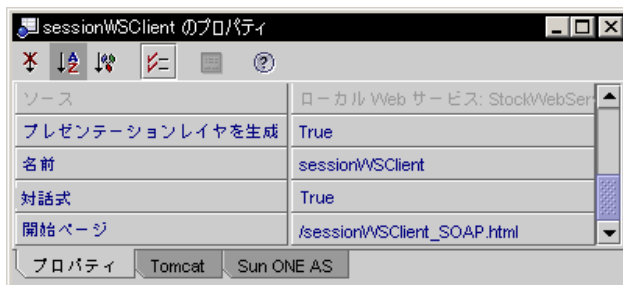 sessionWSClient のプロパティ
ソース ローカル Web サービス: StockWebSer
プレゼンテーションレイヤを生成 True
名前 sessionWSClient
対話式 True
開始ページ /sessionWSClient_SOAP.html
プロパティ Tomcat Sun ONE AS